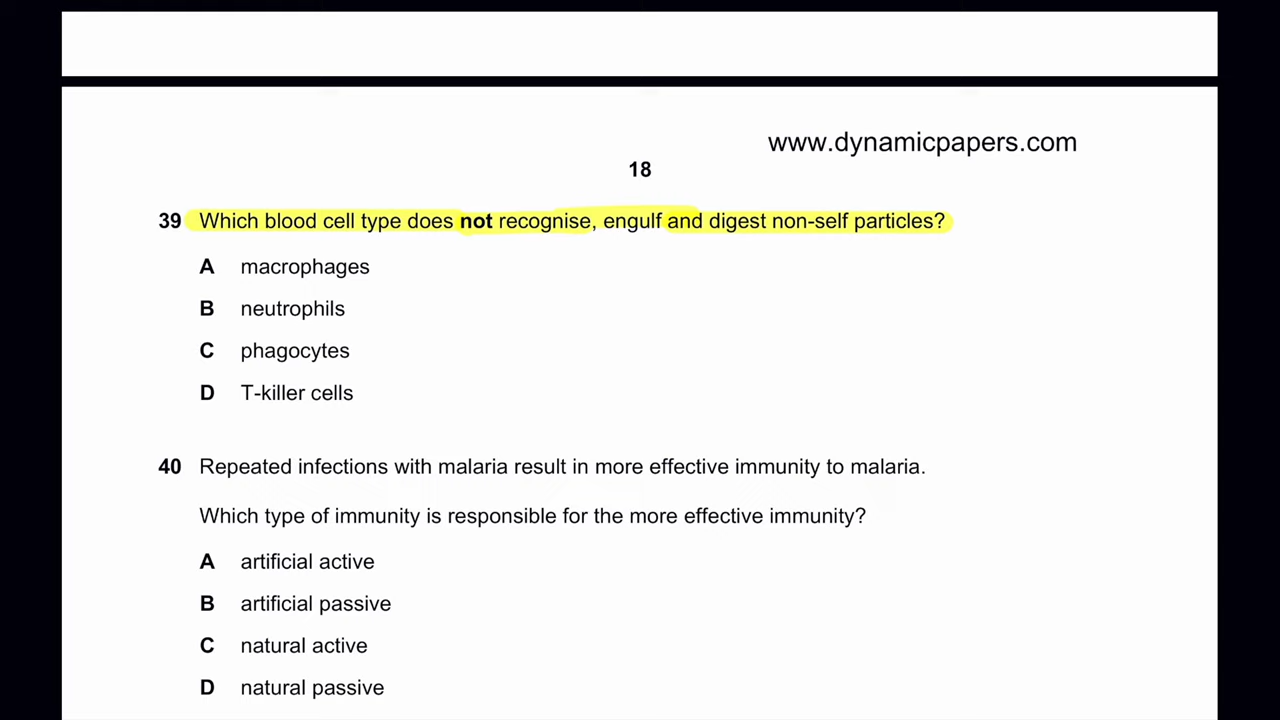 www.dynamicpapers.com
18
39 Which blood cell type does not recognise, engulf and digest non-self particles?
A macrophages
B neutrophils
C phagocytes
D T-killer cells
40 Repeated infections with malaria result in more effective immunity to malaria.
Which type of immunity is responsible for the more effective immunity?
A artificial active
B artificial passive
C natural active
D natural passive